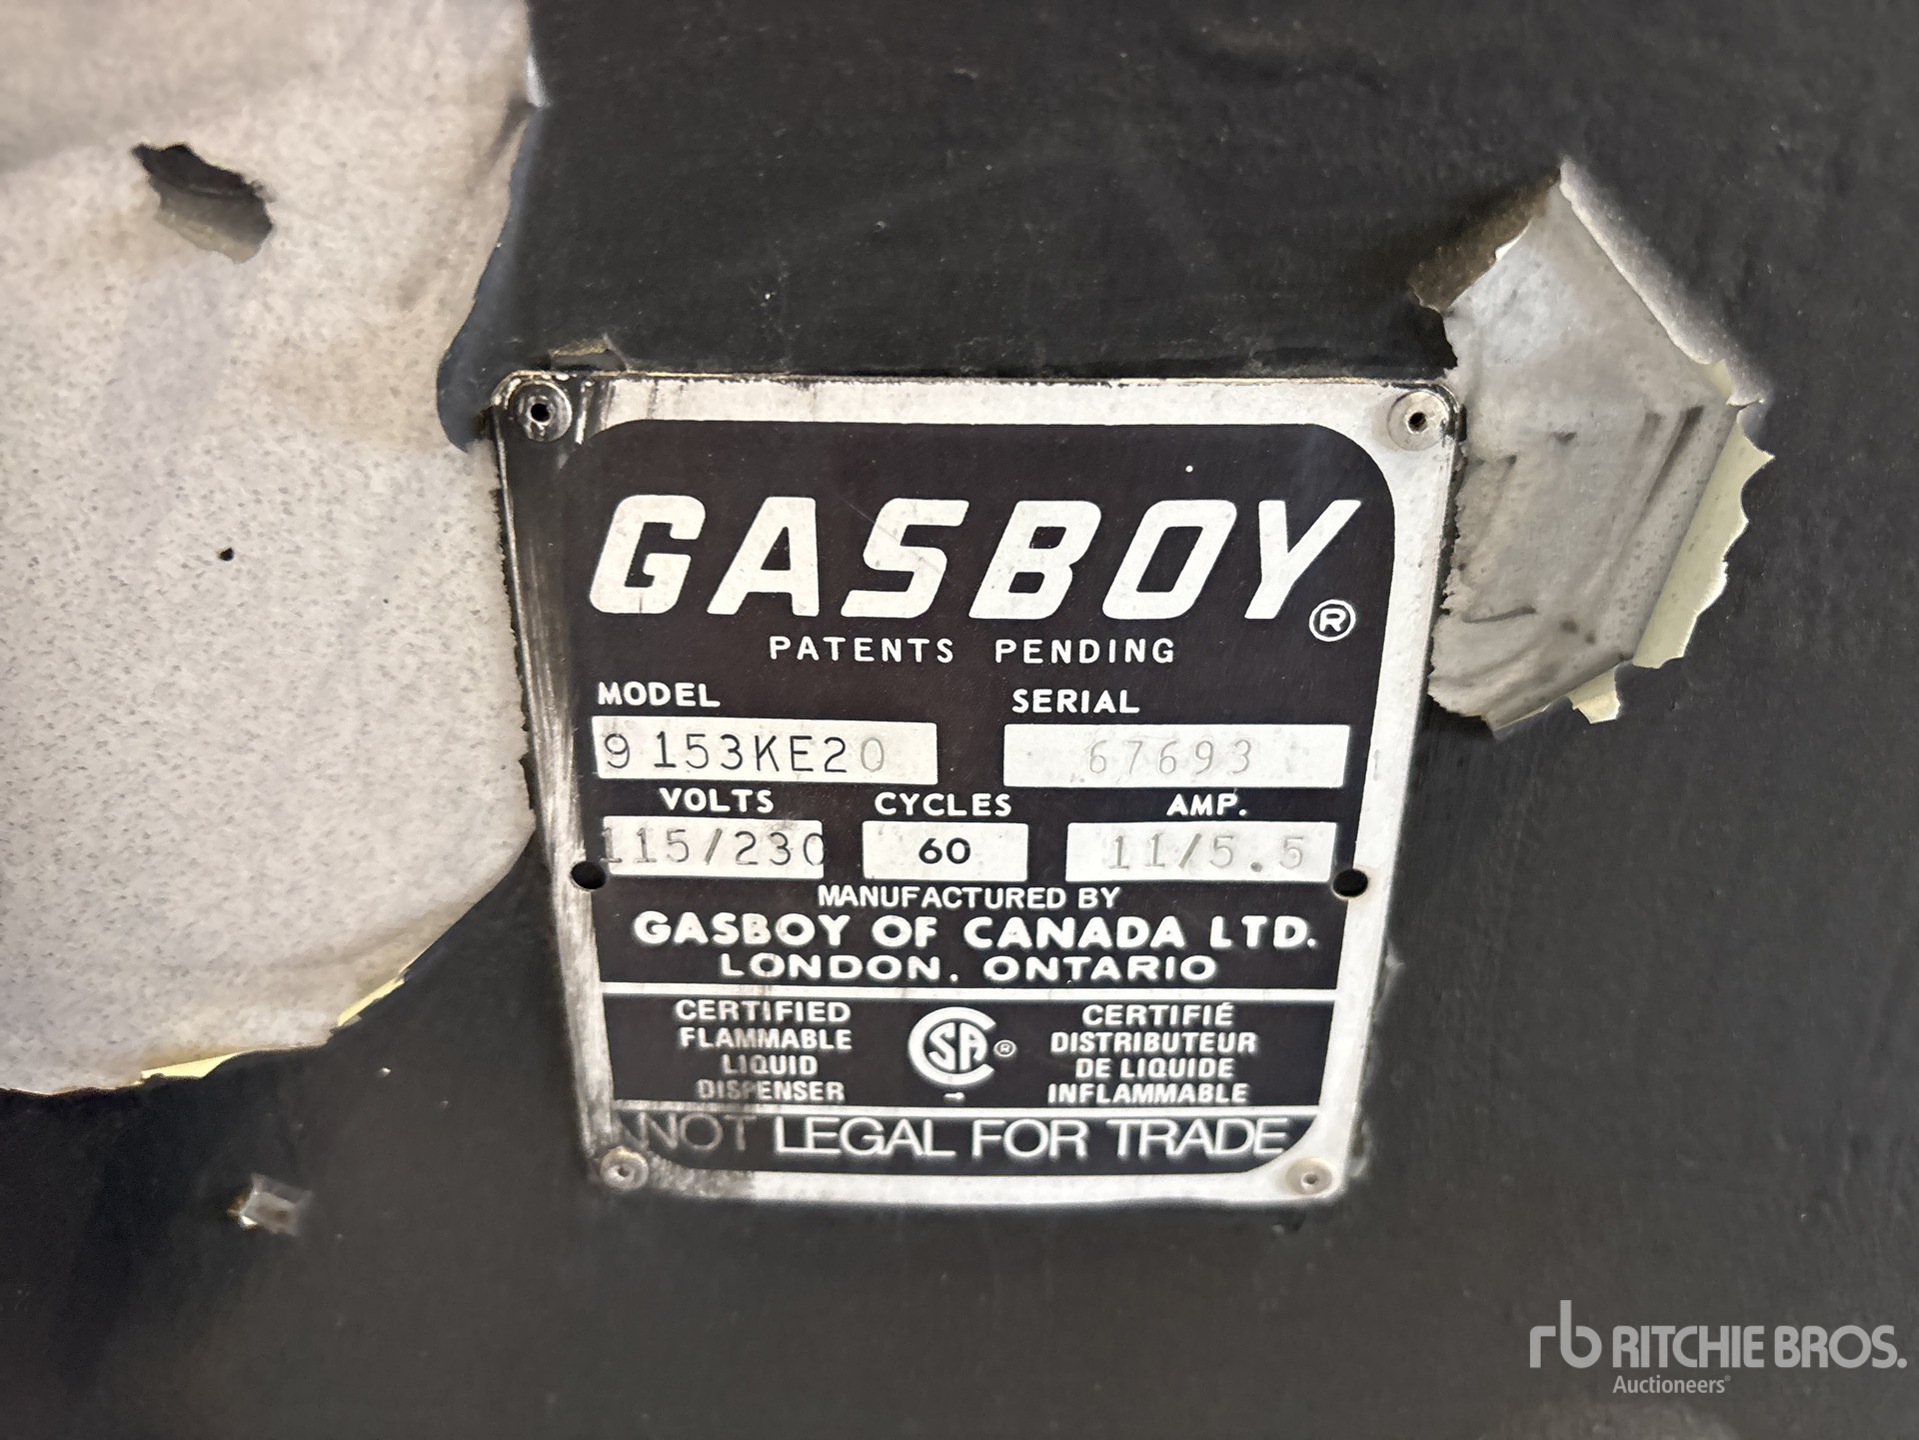 GASBOY®
PATENTS PENDING
MODEL SERIAL
9153KE20 67693
VOLTS CYCLES AMP.
115/230 60 11/5.5
MANUFACTURED BY
GASBOY OF CANADA LTD.
LONDON. ONTARIO
CERTIFIED
FLAMMABLE
LIQUID
DISPENSER
CSA®
CERTIFIÉ
DISTRIBUTEUR
DE LIQUIDE
INFLAMMABLE
NOT LEGAL FOR TRADE
rb RITCHIE BROS.
Auctioneers®